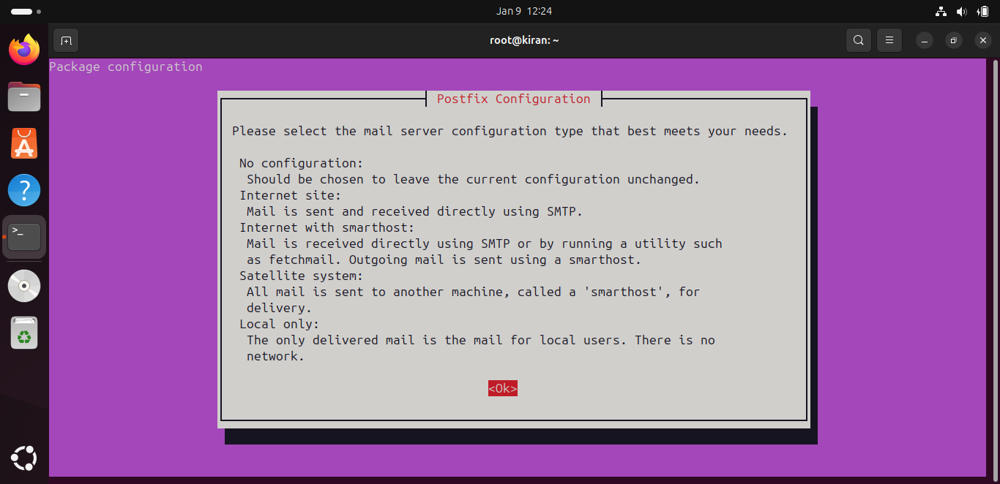 Jan 9 12:24
root@kiran: ~
Package configuration
Postfix Configuration
Please select the mail server configuration type that best meets your needs.
No configuration:
Should be chosen to leave the current configuration unchanged.
Internet site:
Mail is sent and received directly using SMTP.
Internet with smarthost:
Mail is received directly using SMTP or by running a utility such
as fetchmail. Outgoing mail is sent using a smarthost.
Satellite system:
All mail is sent to another machine, called a 'smarthost', for
delivery.
Local only:
The only delivered mail is the mail for local users. There is no
network.
<Ok>